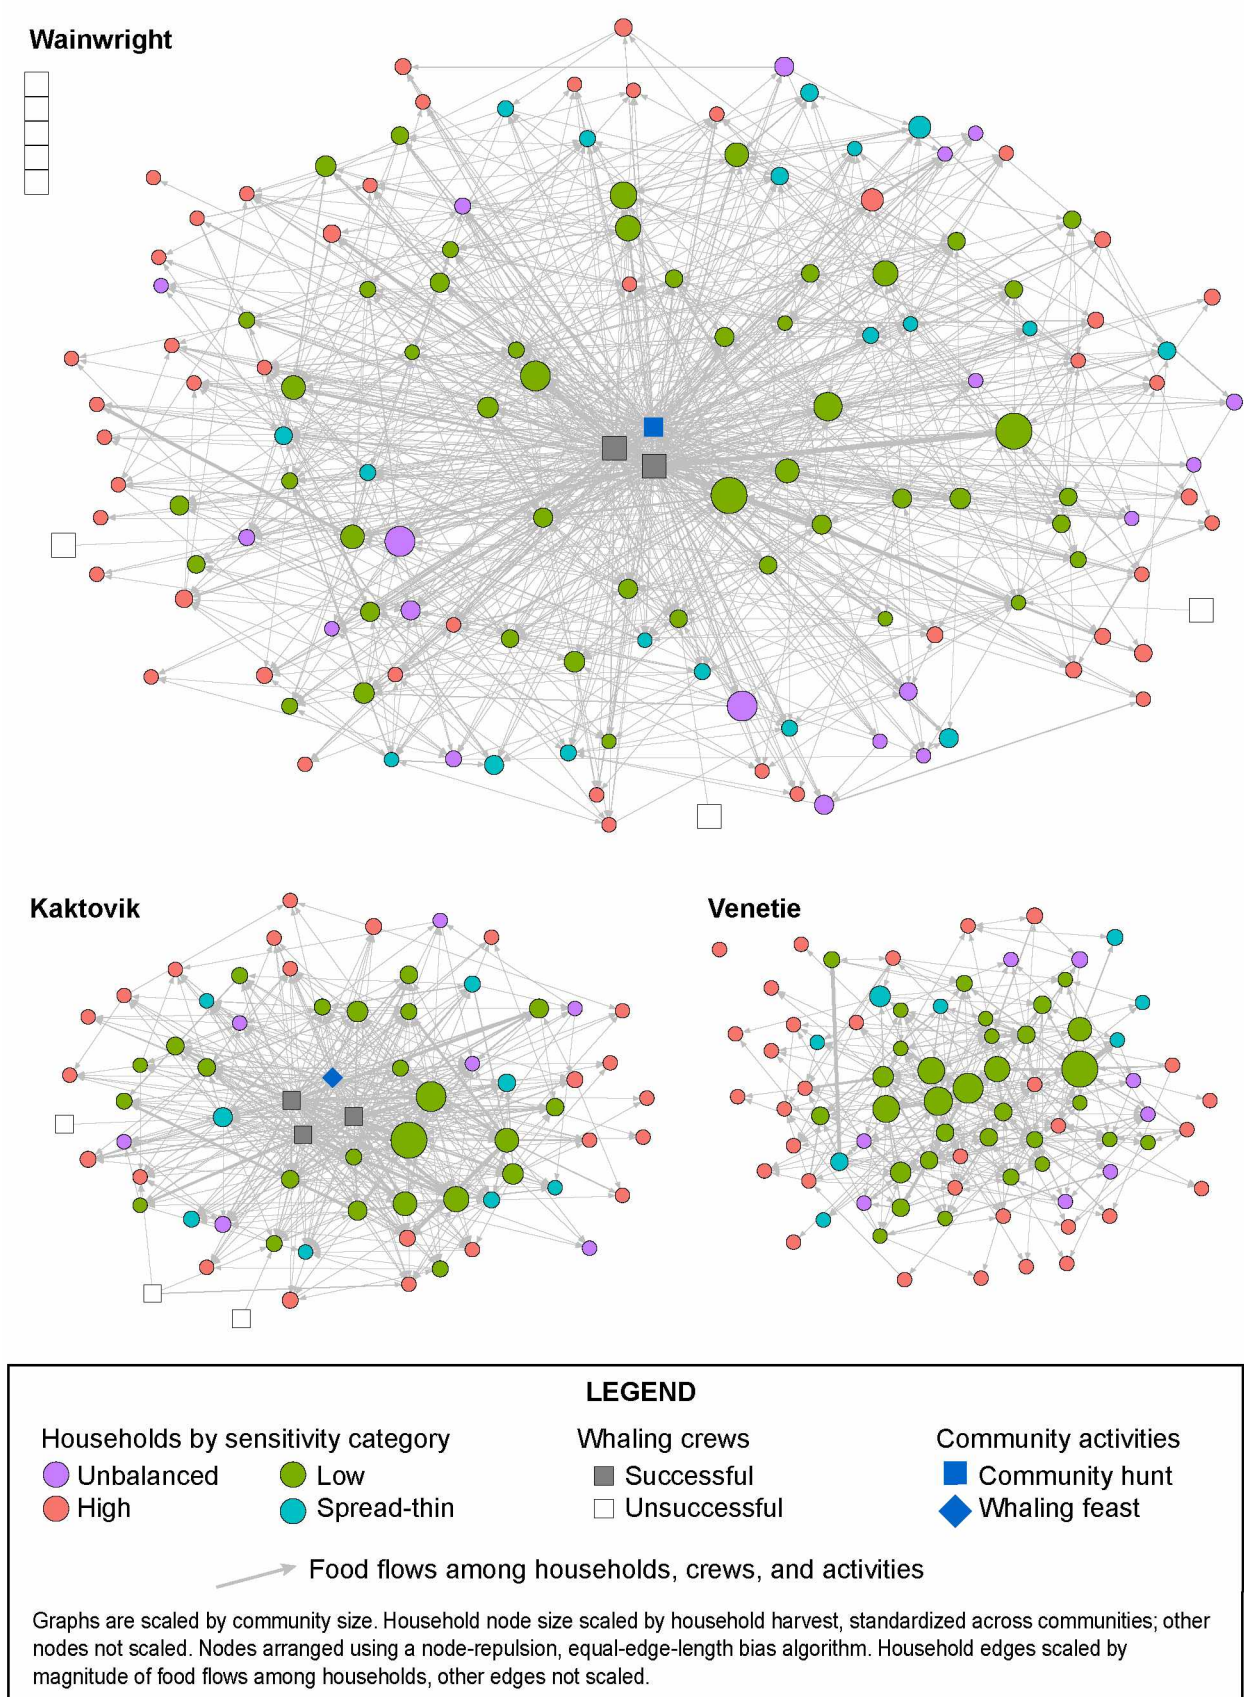 Wainwright
Kaktovik
Venetie
LEGEND
Households by sensitivity category
Unbalanced
Low
High
Spread-thin
Whaling crews
Successful
Unsuccessful
Community activities
Community hunt
Whaling feast
Food flows among households, crews, and activities
Graphs are scaled by community size. Household node size scaled by household harvest, standardized across communities; other
nodes not scaled. Nodes arranged using a node-repulsion, equal-edge-length bias algorithm. Household edges scaled by
magnitude of food flows among households, other edges not scaled.